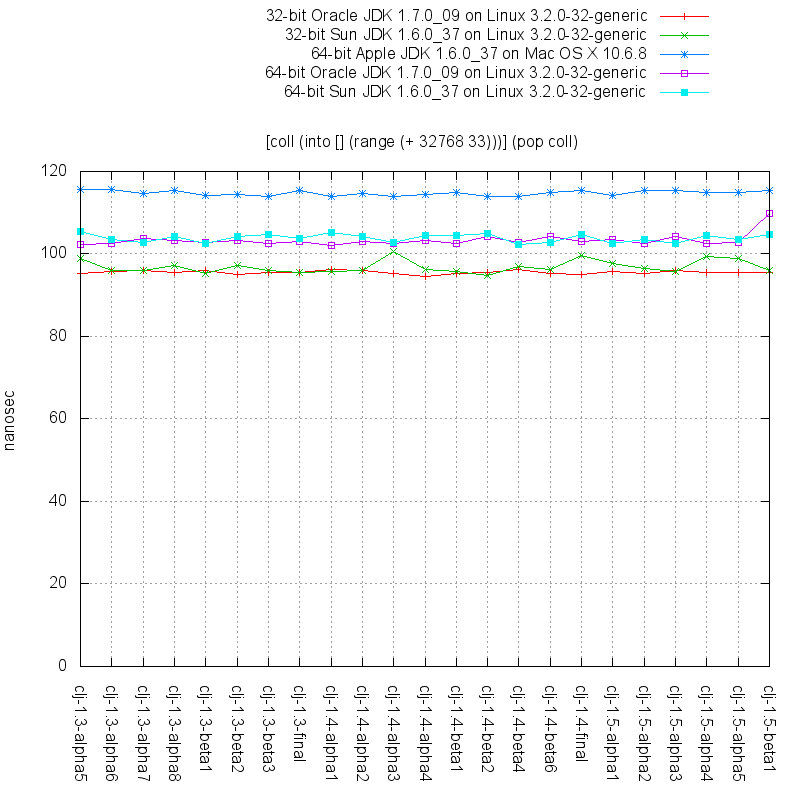 32-bit Oracle JDK 1.7.0_09 on Linux 3.2.0-32-generic
32-bit Sun JDK 1.6.0_37 on Linux 3.2.0-32-generic
64-bit Apple JDK 1.6.0_37 on Mac OS X 10.6.8
64-bit Oracle JDK 1.7.0_09 on Linux 3.2.0-32-generic
64-bit Sun JDK 1.6.0_37 on Linux 3.2.0-32-generic
[coll (into [] (range (+ 32768 33)))] (pop coll)
120
100
80
60
40
20
0
nanosec
clj-1.3-alpha5
clj-1.3-alpha6
clj-1.3-alpha7
clj-1.3-alpha8
clj-1.3-beta1
clj-1.3-beta2
clj-1.3-beta3
clj-1.3-final
clj-1.4-alpha1
clj-1.4-alpha2
clj-1.4-alpha3
clj-1.4-alpha4
clj-1.4-beta1
clj-1.4-beta2
clj-1.4-beta4
clj-1.4-beta6
clj-1.4-final
clj-1.5-alpha1
clj-1.5-alpha2
clj-1.5-alpha3
clj-1.5-alpha4
clj-1.5-alpha5
clj-1.5-beta1